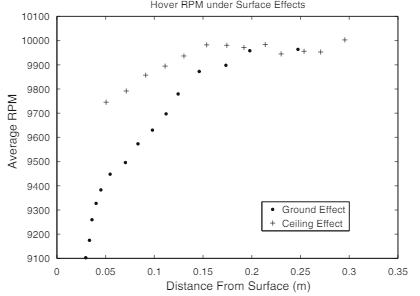 Hover RPM under Surface Effects
10100
10000
9900
9800
9700
9600
9500
9400
9300
9200
9100
Average RPM
Ground Effect
Ceiling Effect
0 0.05 0.1 0.15 0.2 0.25 0.3 0.35
Distance From Surface (m)